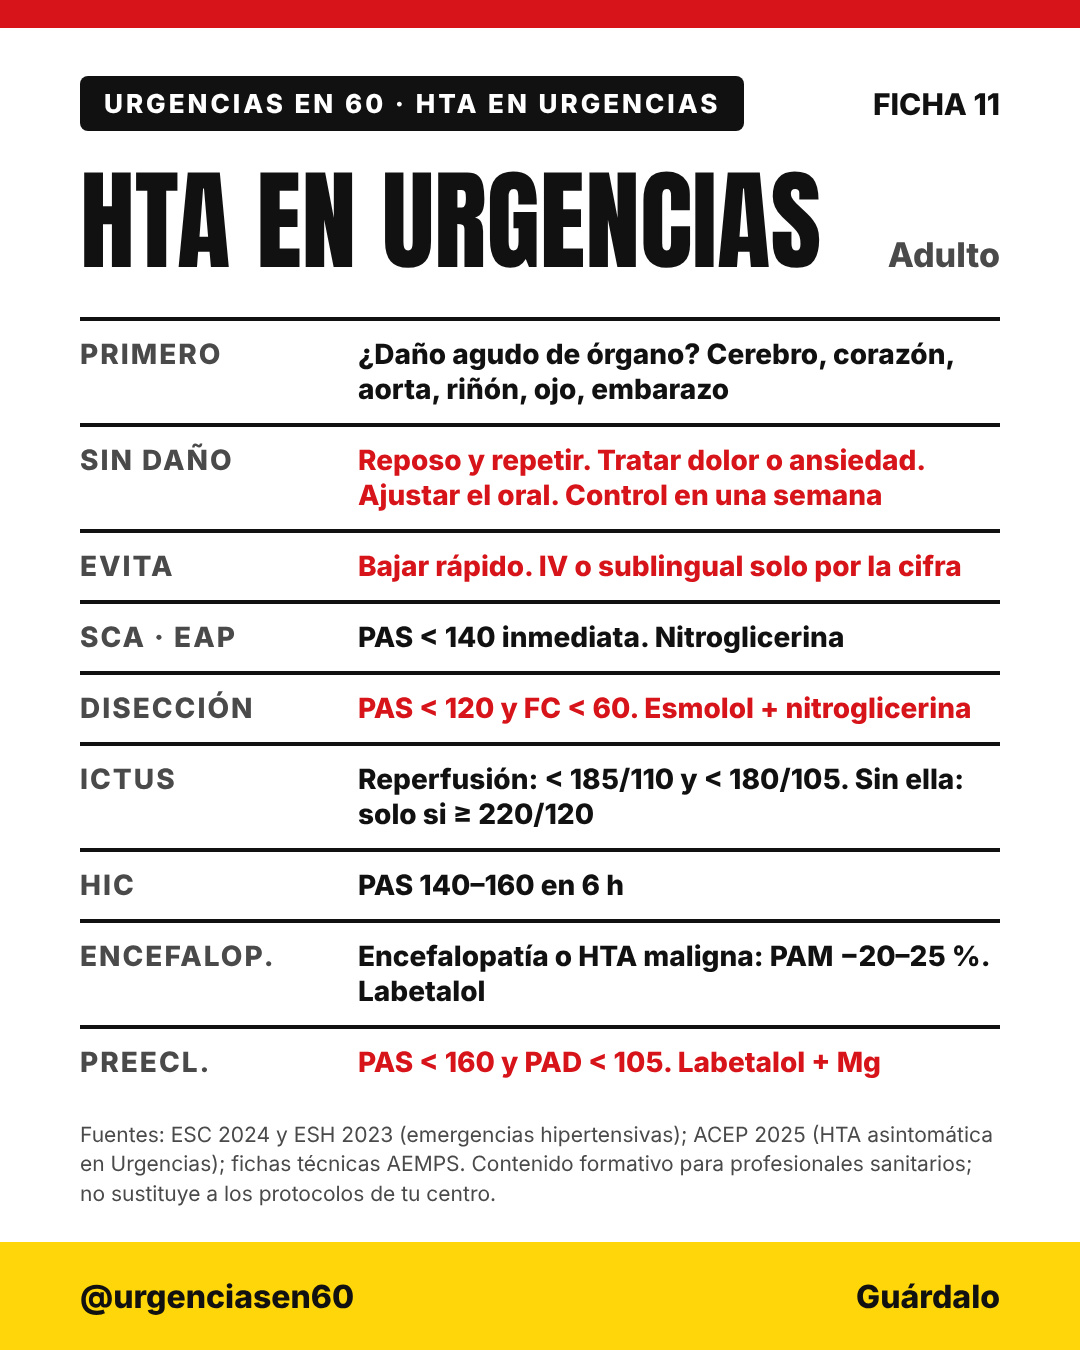 URGENCIAS EN 60 · HTA EN URGENCIAS
FICHA 11
HTA EN URGENCIAS
Adulto
PRIMERO
¿Daño agudo de órgano? Cerebro, corazón,
aorta, riñón, ojo, embarazo
SIN DAÑO
Reposo y repetir. Tratar dolor o ansiedad.
Ajustar el oral. Control en una semana
EVITA
Bajar rápido. IV o sublingual solo por la cifra
SCA · EAP
PAS < 140 inmediata. Nitroglicerina
DISECCIÓN
PAS < 120 y FC < 60. Esmolol + nitroglicerina
ICTUS
Reperfusión: < 185/110 y < 180/105. Sin ella:
solo si ≥ 220/120
HIC
PAS 140–160 en 6 h
ENCEFALOP.
Encefalopatía o HTA maligna: PAM −20–25 %.
Labetalol
PREECL.
PAS < 160 y PAD < 105. Labetalol + Mg
Fuentes: ESC 2024 y ESH 2023 (emergencias hipertensivas); ACEP 2025 (HTA asintomática
en Urgencias); fichas técnicas AEMPS. Contenido formativo para profesionales sanitarios;
no sustituye a los protocolos de tu centro.
@urgenciasen60
Guárdalo